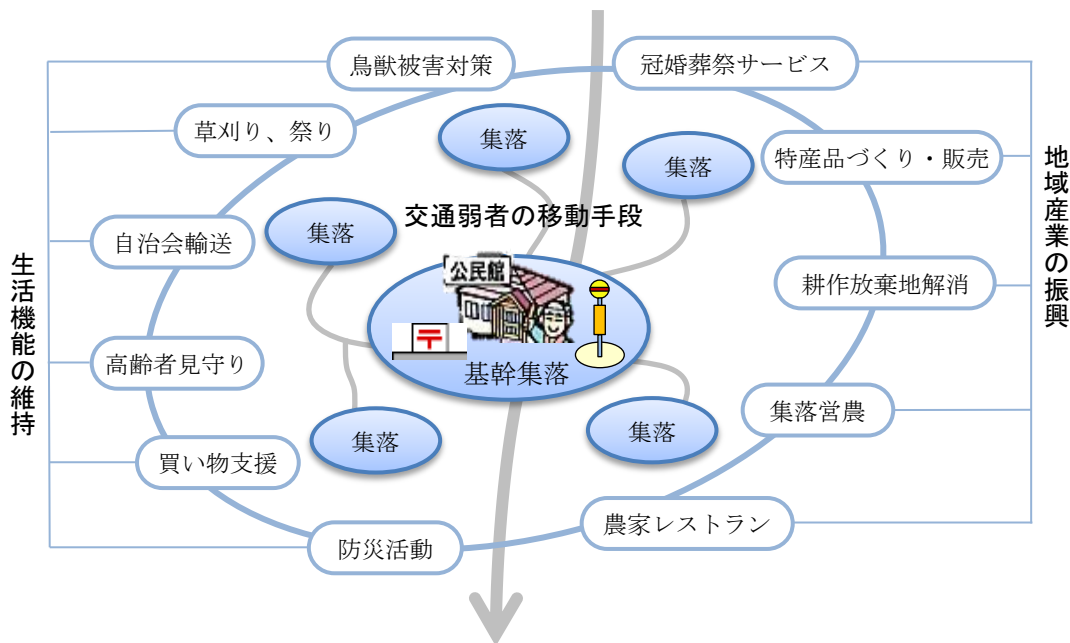 鳥獣被害対策
冠婚葬祭サービス
草刈り、祭り
集落
集落
特産品づくり・販売
集落
交通弱者の移動手段
自治会輸送
公民館
耕作放棄地解消
〒
基幹集落
高齢者見守り
集落
集落
集落営農
買い物支援
農家レストラン
防災活動
生活機能の維持
地域産業の振興